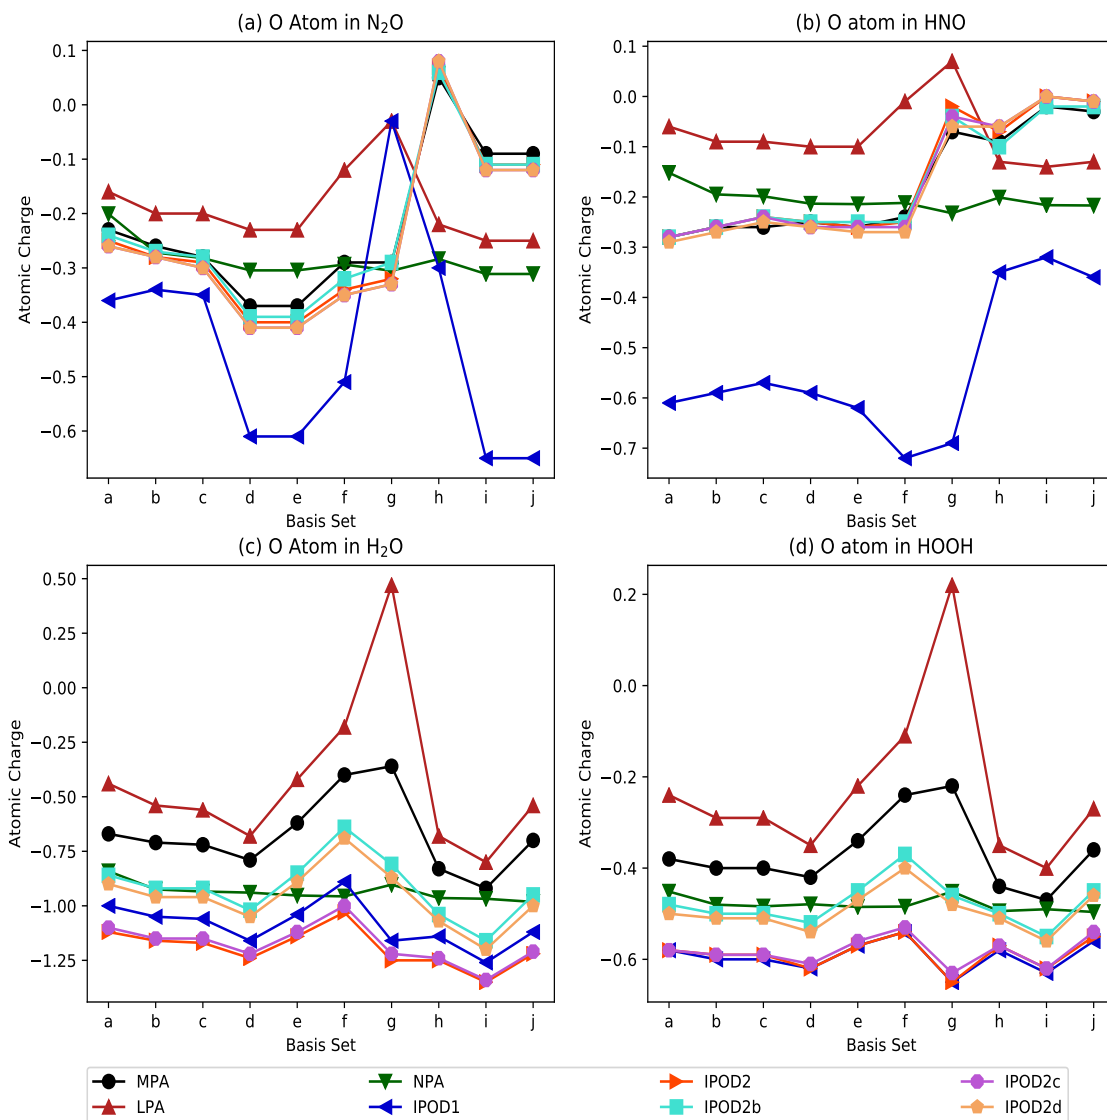 (a) O Atom in N₂O
Atomic Charge
0.1
0.0
−0.1
−0.2
−0.3
−0.4
−0.5
−0.6
a b c d e f g h i j
Basis Set
(b) O atom in HNO
Atomic Charge
0.1
0.0
−0.1
−0.2
−0.3
−0.4
−0.5
−0.6
−0.7
a b c d e f g h i j
Basis Set
(c) O Atom in H₂O
Atomic Charge
0.50
0.25
0.00
−0.25
−0.50
−0.75
−1.00
−1.25
a b c d e f g h i j
Basis Set
(d) O atom in HOOH
Atomic Charge
0.2
0.0
−0.2
−0.4
−0.6
a b c d e f g h i j
Basis Set
MPA
LPA
NPA
IPOD1
IPOD2
IPOD2b
IPOD2c
IPOD2d